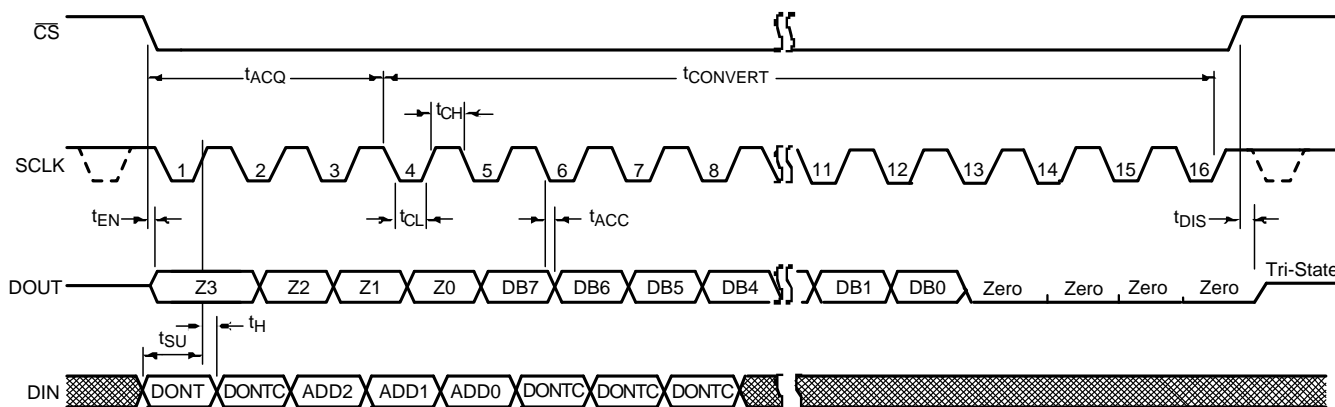 CS
tACQ
tCONVERT
tCH
SCLK
1 2 3 4 5 6 7 8 11 12 13 14 15 16
tEN
tCL
tACC
tDIS
DOUT
Z3 Z2 Z1 Z0 DB7 DB6 DB5 DB4 DB1 DB0 Zero Zero Zero Zero
Tri-State
tSU
tH
DIN
DONT DONTC ADD2 ADD1 ADD0 DONTC DONTC DONTC